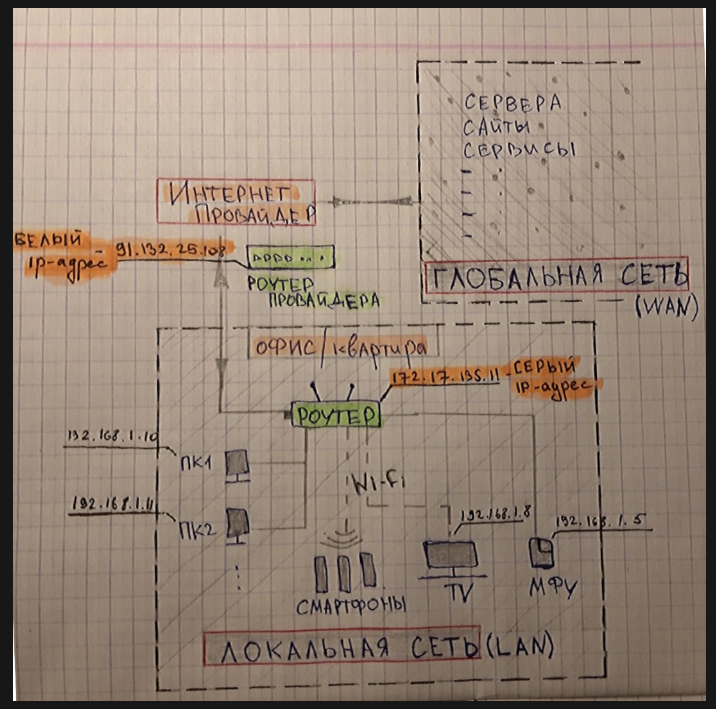 СЕРВЕРА
САЙТЫ
СЕРВИСЫ
ИНТЕРНЕТ
ПРОВАЙДЕР
БЕЛЫЙ
IP-адрес
91.132.25.108
РОУТЕР
ПРОВАЙДЕРА
ГЛОБАЛЬНАЯ СЕТЬ
(WAN)
ОФИС/квартира
172.17.135.11 - СЕРЫЙ
IP-адрес
РОУТЕР
192.168.1.10
ПК1
Wi-Fi
192.168.1.11
ПК2
192.168.1.8
192.168.1.5
СМАРТФОНЫ
TV
МФУ
ЛОКАЛЬНАЯ СЕТЬ (LAN)